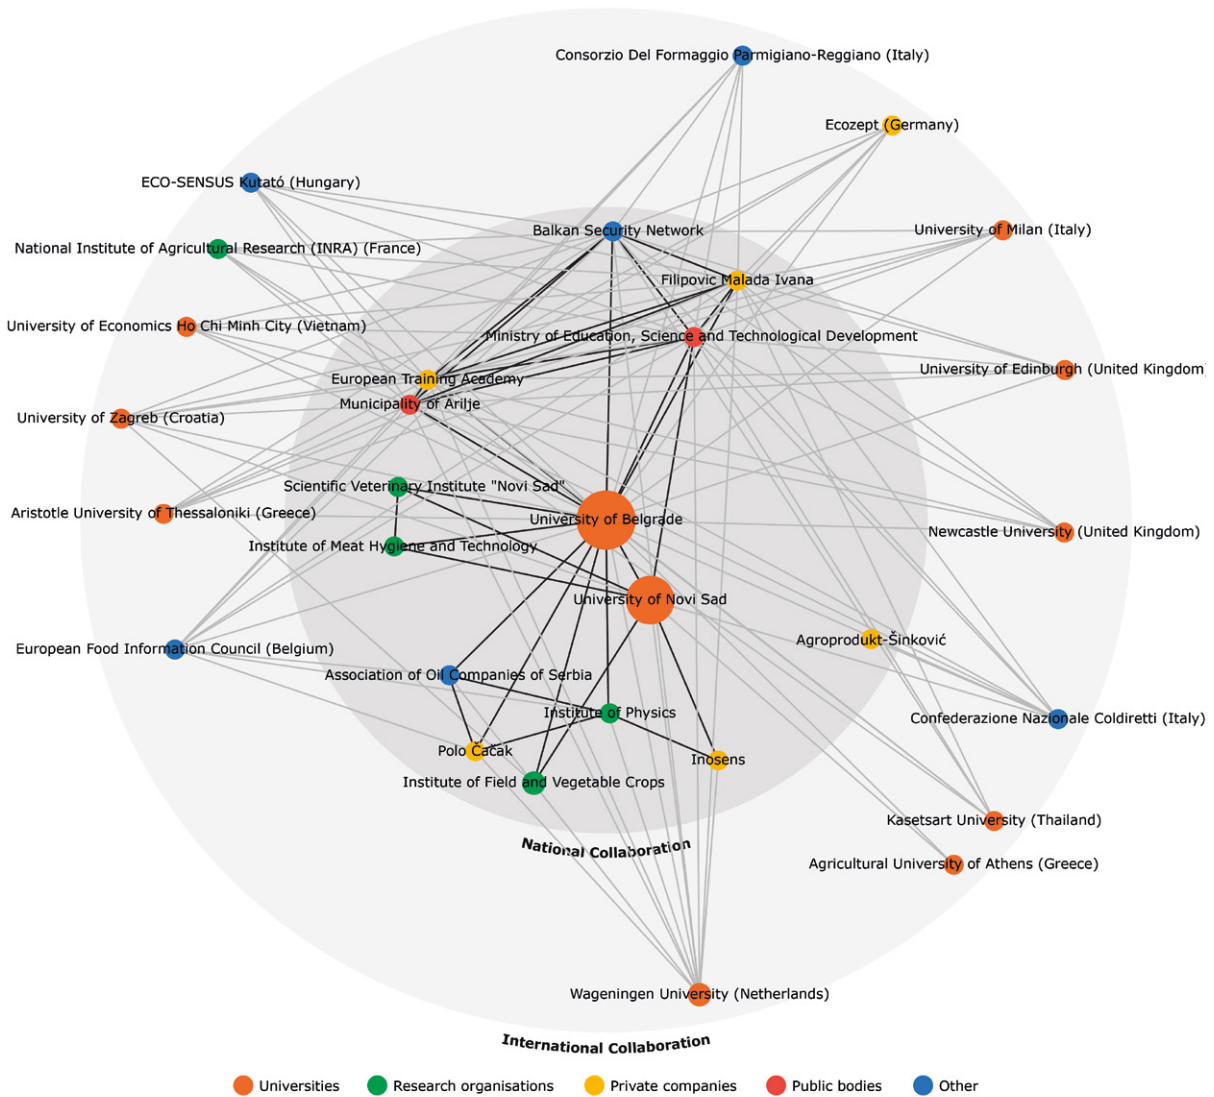 Consorzio Del Formaggio Parmigiano-Reggiano (Italy)
Ecozept (Germany)
ECO-SENSUS Kutató (Hungary)
Balkan Security Network
University of Milan (Italy)
National Institute of Agricultural Research (INRA) (France)
Filipovic Malada Ivana
University of Economics Ho Chi Minh City (Vietnam)
Ministry of Education, Science and Technological Development
University of Edinburgh (United Kingdom)
European Training Academy
Municipality of Arilje
University of Zagreb (Croatia)
Scientific Veterinary Institute "Novi Sad"
Aristotle University of Thessaloniki (Greece)
University of Belgrade
Newcastle University (United Kingdom)
Institute of Meat Hygiene and Technology
University of Novi Sad
Agroprodukt-Šinković
European Food Information Council (Belgium)
Association of Oil Companies of Serbia
Institute of Physics
Confederazione Nazionale Coldiretti (Italy)
Polo Čačak
Inosens
Institute of Field and Vegetable Crops
Kasetsart University (Thailand)
National Collaboration
Agricultural University of Athens (Greece)
Wageningen University (Netherlands)
International Collaboration
Universities Research organisations Private companies Public bodies Other